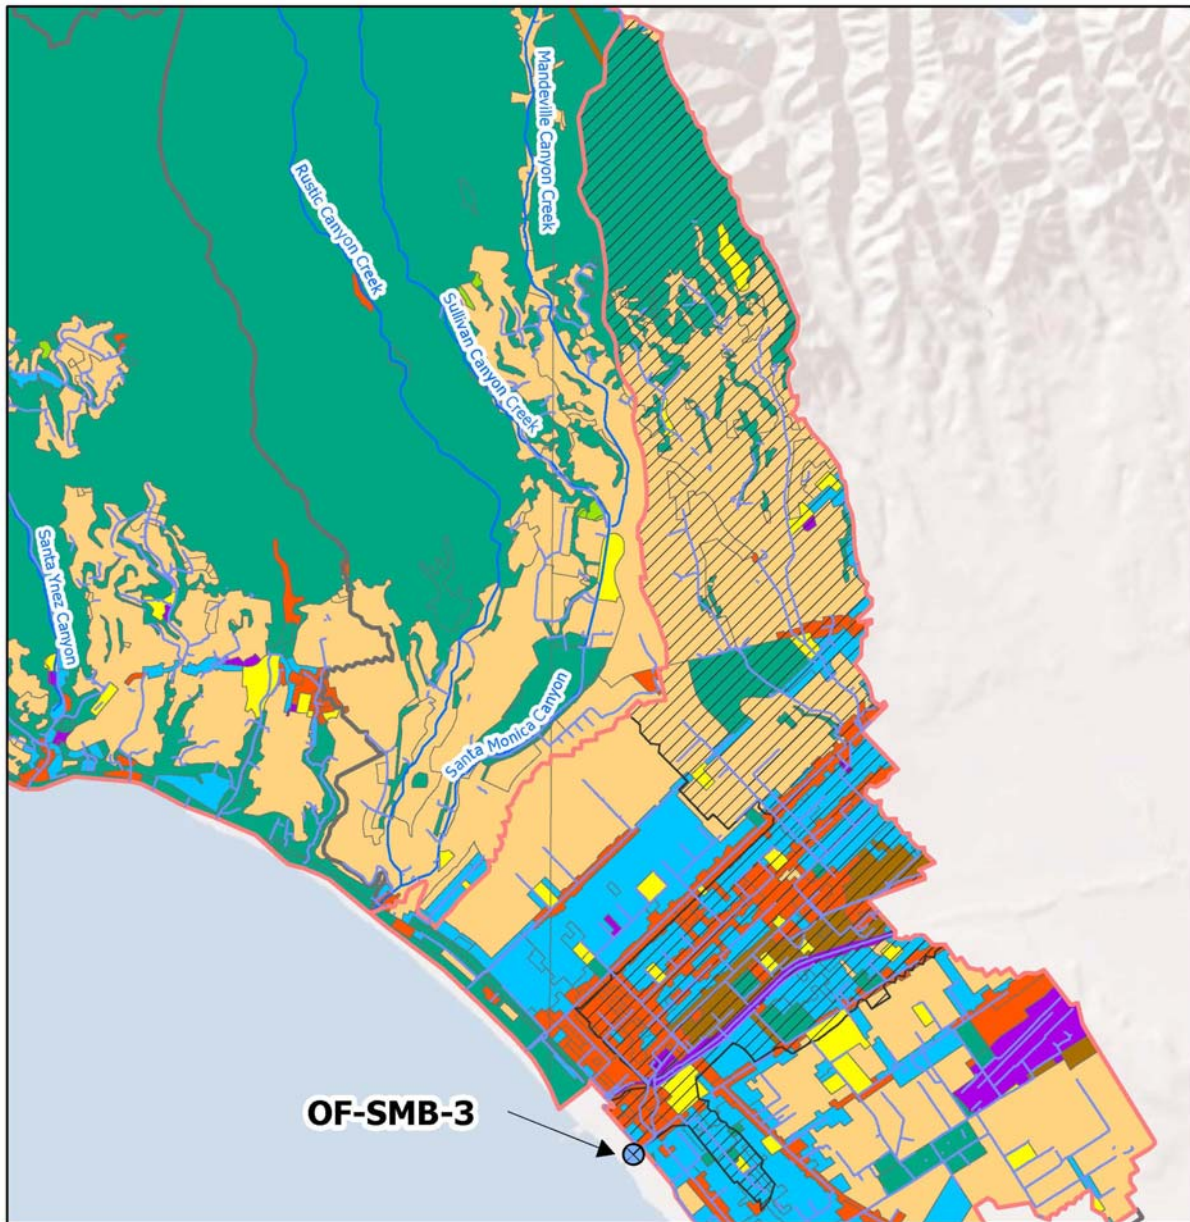 Mandeville Canyon Creek
Rustic Canyon Creek
Sullivan Canyon Creek
Santa Ynez Canyon
Santa Monica Canyon
OF-SMB-3